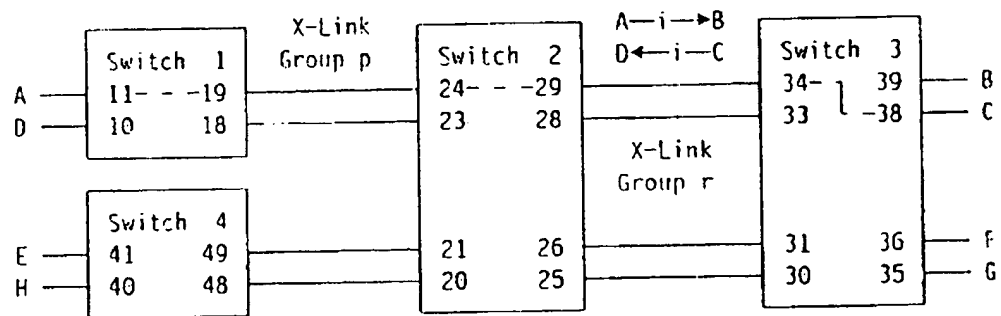 X-Link
Group p
A—i→B
D←i—C
Switch 1
Switch 2
Switch 3
A
11- - -19
24- - -29
34-
39
B
D
10
18
23
28
33
-38
C
X-Link
Group r
Switch 4
E
41
49
21
26
31
36
F
H
40
48
20
25
30
35
G